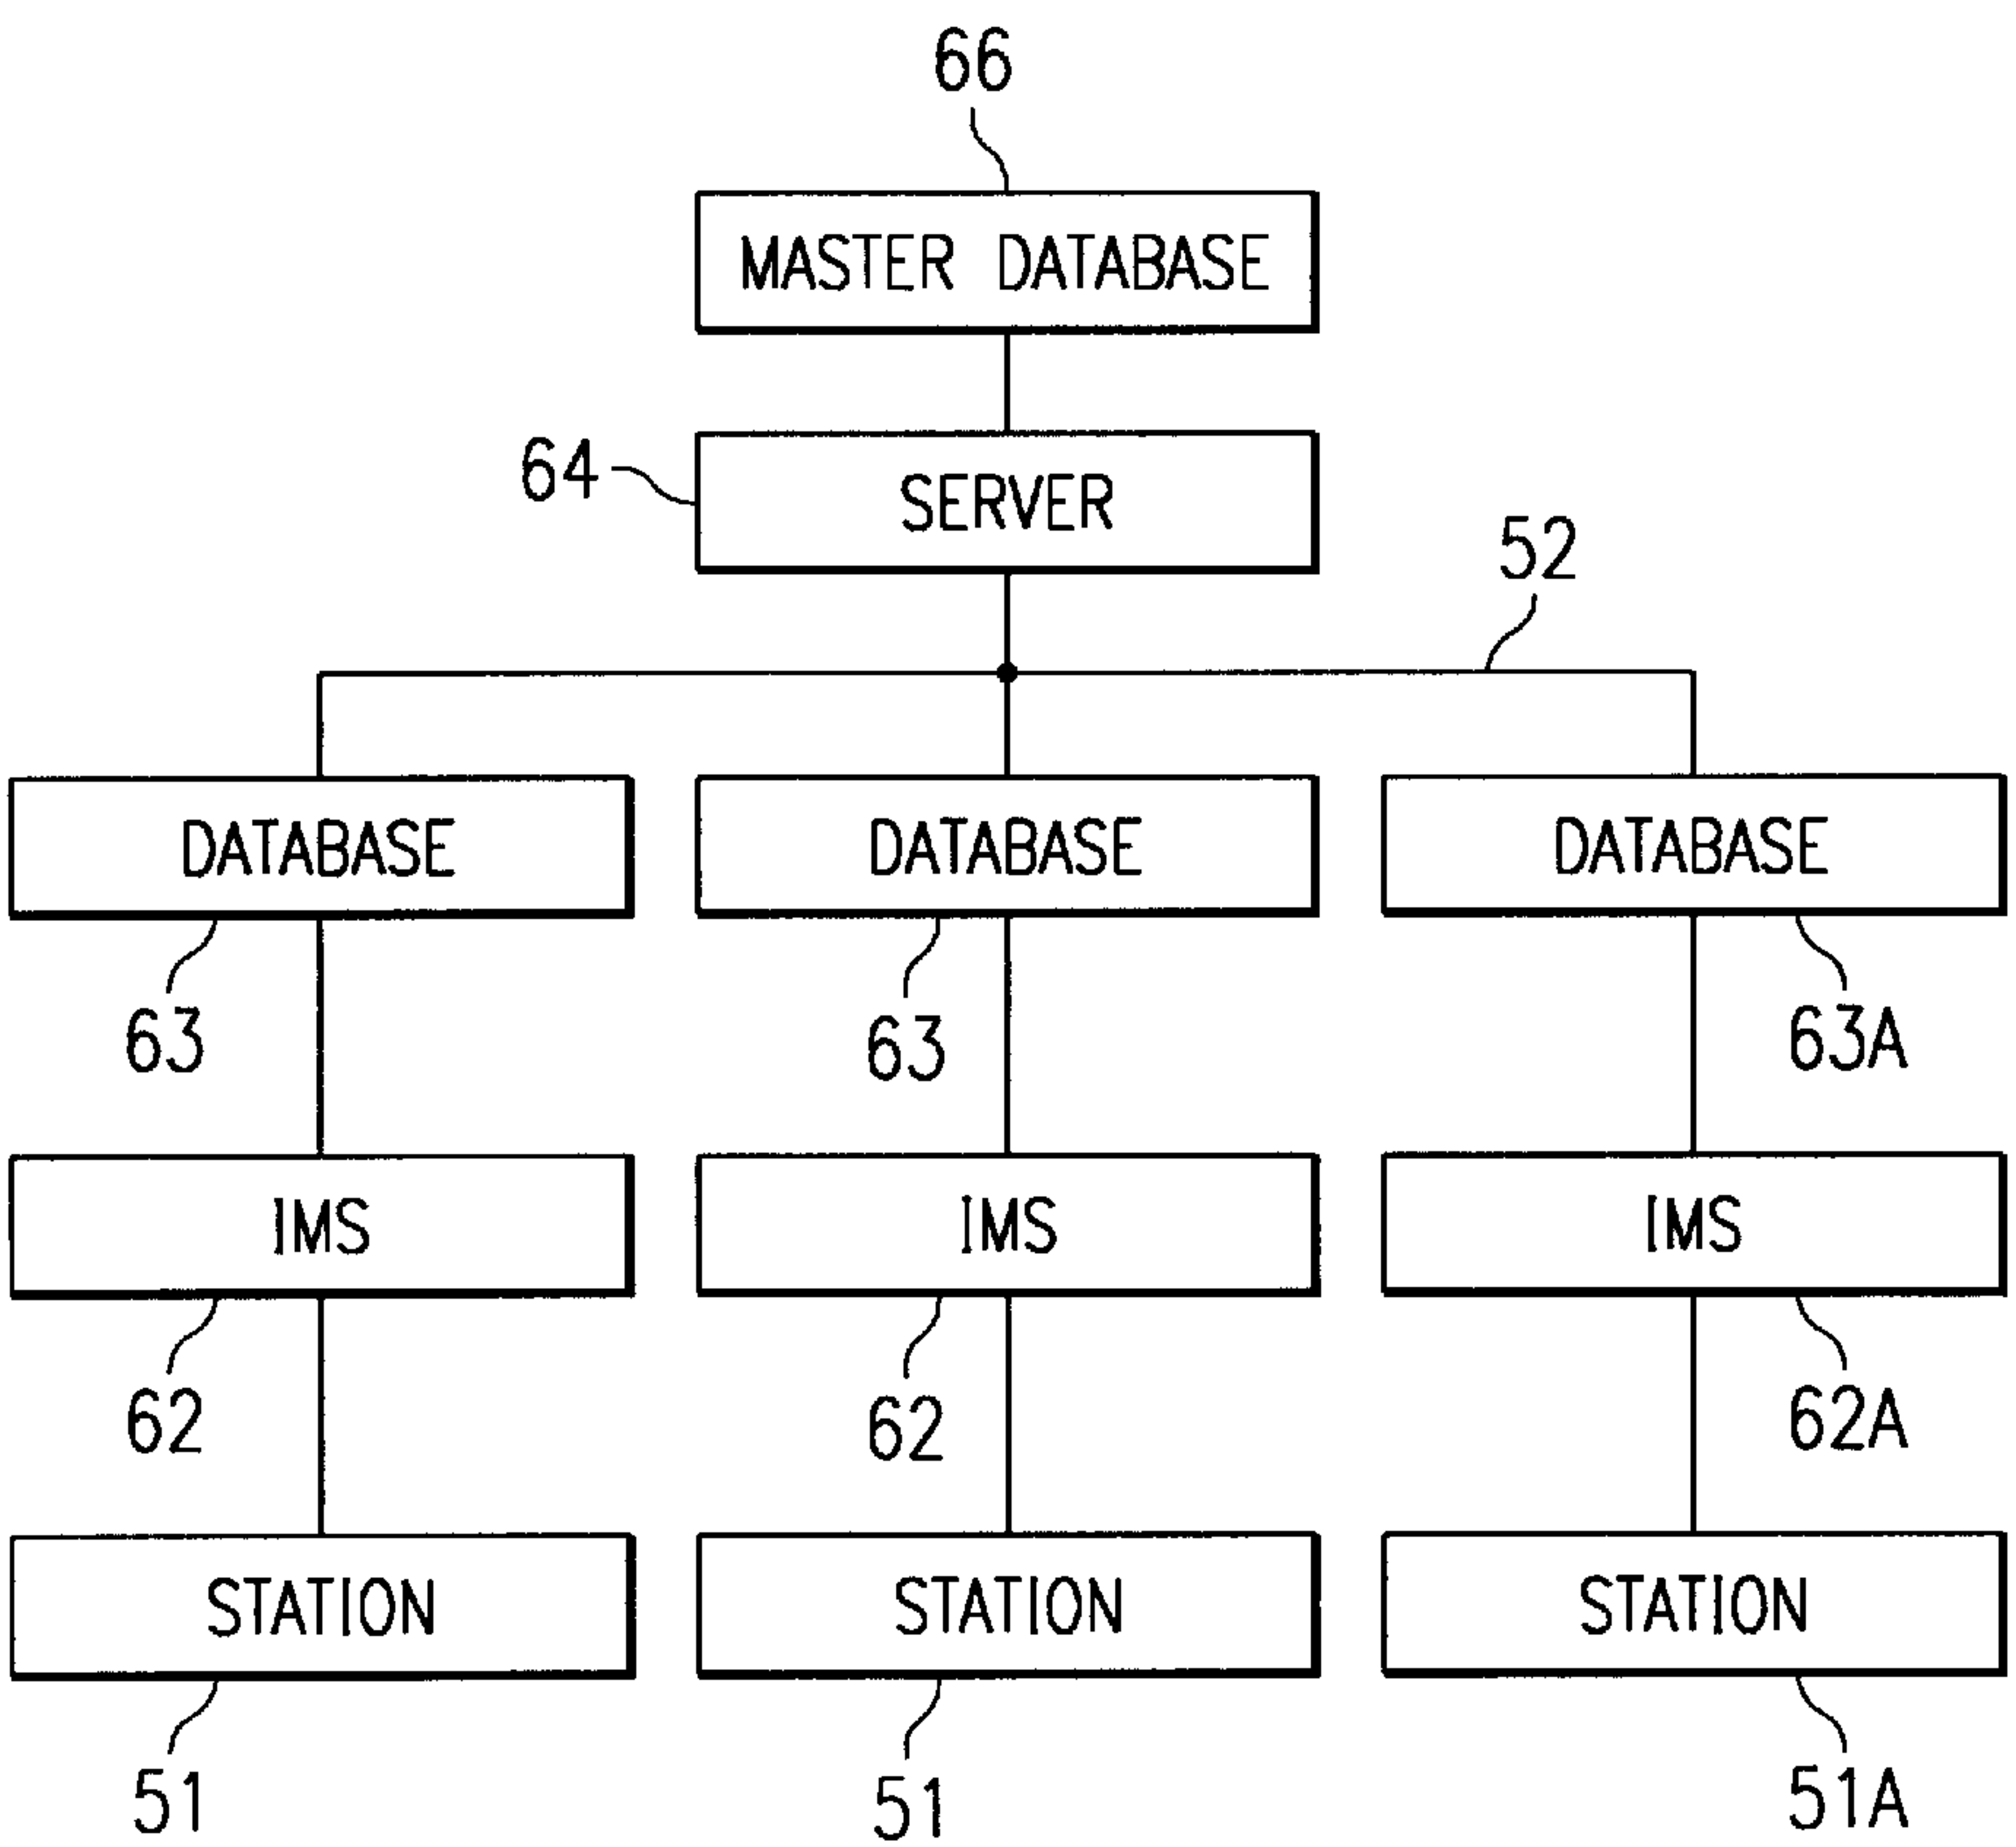 66
MASTER DATABASE
64
SERVER
52
DATABASE
DATABASE
DATABASE
63
63
63A
IMS
IMS
IMS
62
62
62A
STATION
STATION
STATION
51
51
51A